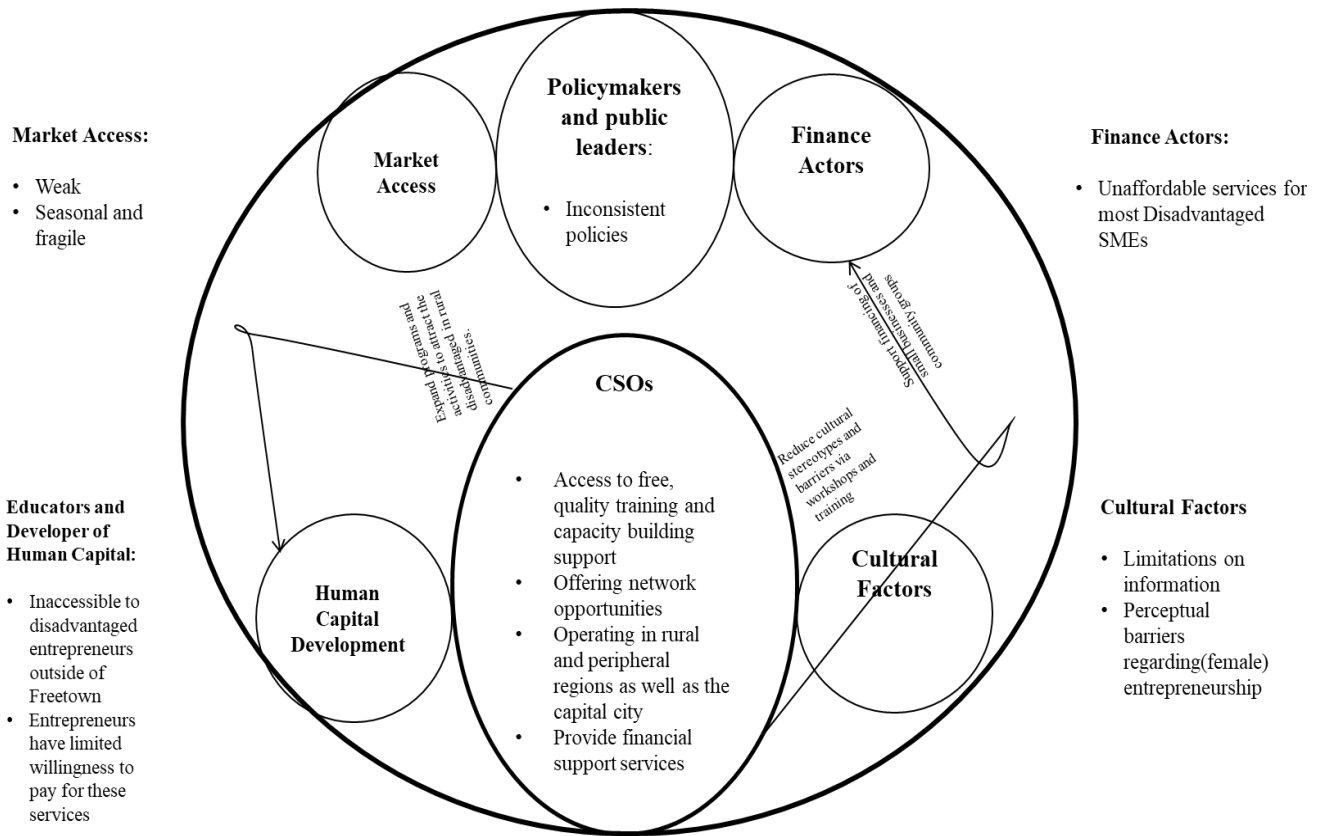 Policymakers
and public
leaders:
• Inconsistent
policies
Market Access:
• Weak
• Seasonal and
fragile
Market
Access
Finance
Actors
Finance Actors:
• Unaffordable services for
most Disadvantaged
SMEs
Expand programs and
activities to attract the
disadvantaged in rural
communities.
Support financing of
small businesses and
community groups
CSOs
• Access to free,
quality training and
capacity building
support
• Offering network
opportunities
• Operating in rural
and peripheral
regions as well as the
capital city
• Provide financial
support services
Reduce cultural
stereotypes and
barriers via
workshops and
training
Educators and
Developer of
Human Capital:
• Inaccessible to
disadvantaged
entrepreneurs
outside of
Freetown
• Entrepreneurs
have limited
willingness to
pay for these
services
Human
Capital
Development
Cultural
Factors
Cultural Factors
• Limitations on
information
• Perceptual
barriers
regarding(female)
entrepreneurship